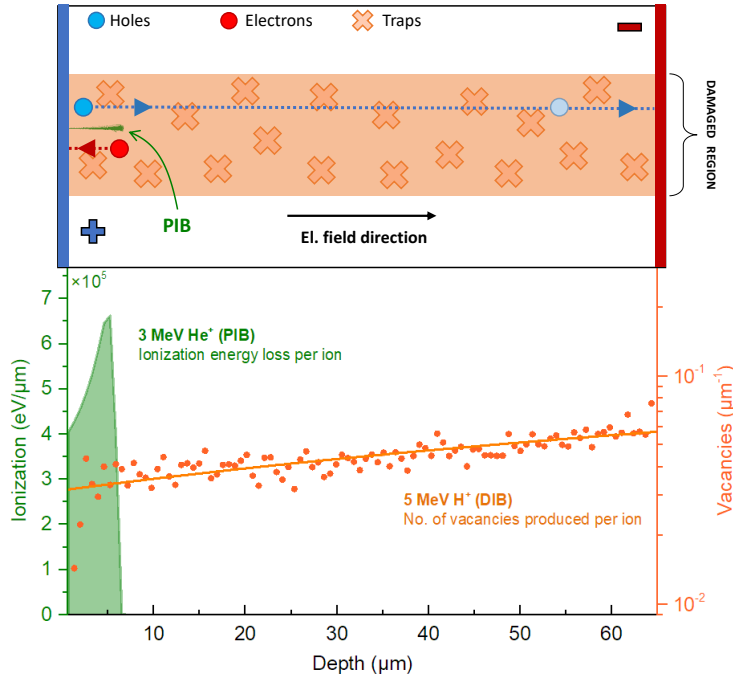 Holes
Electrons
Traps
DAMAGED REGION
PIB
El. field direction
×10⁵
7
6
5
4
3
2
1
0
Ionization (eV/μm)
3 MeV He⁺ (PIB)
Ionization energy loss per ion
5 MeV H⁺ (DIB)
No. of vacancies produced per ion
10⁻¹
10⁻²
Vacancies (μm⁻¹)
10 20 30 40 50 60
Depth (μm)